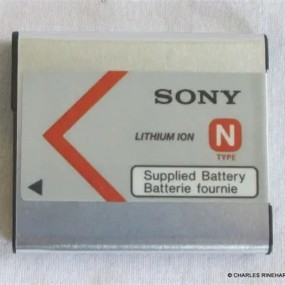 SONY
LITHIUM ION
N
TYPE
Supplied Battery
Batterie fournie
© CHARLES RINEHAR